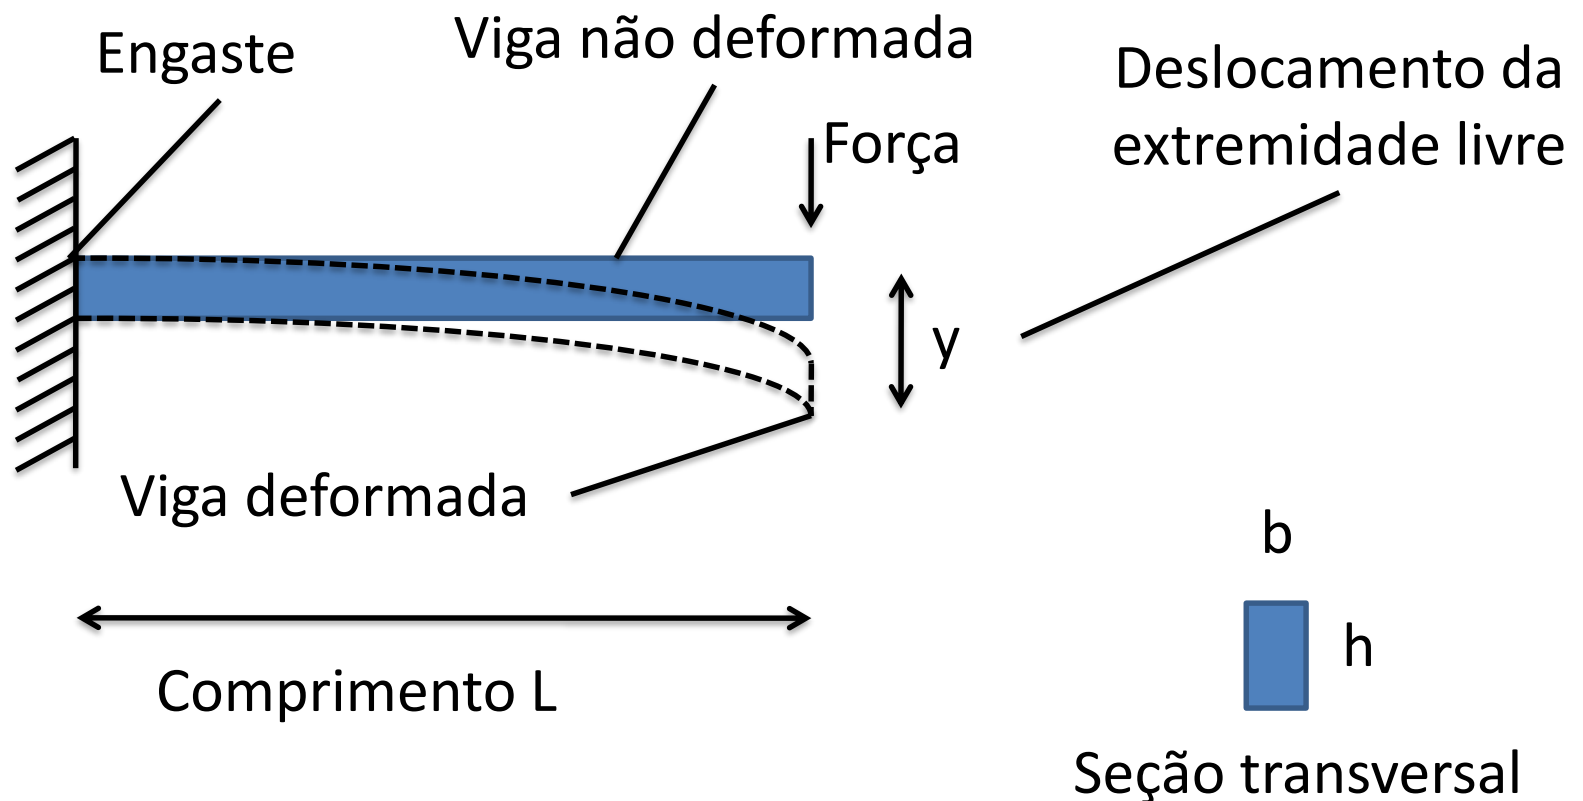 Engaste
Viga não deformada
Deslocamento da
extremidade livre
Força
y
Viga deformada
b
h
Comprimento L
Seção transversal